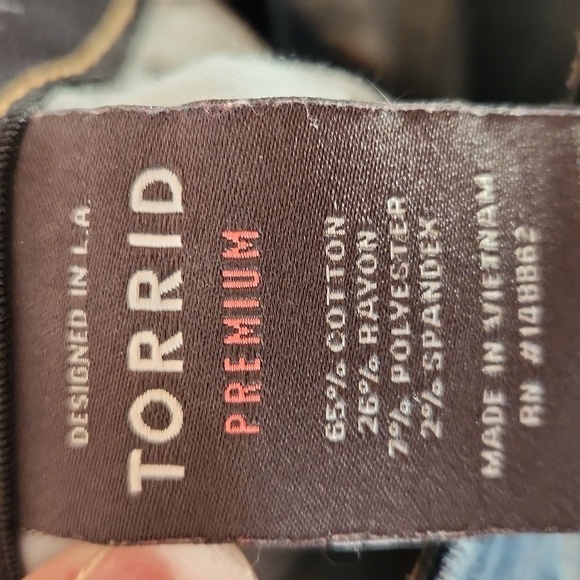 DESIGNED IN L.A.
TORRID
PREMIUM
65% COTTON
26% RAYON
7% POLYESTER
2% SPANDEX
MADE IN VIETNAM
RN #148862